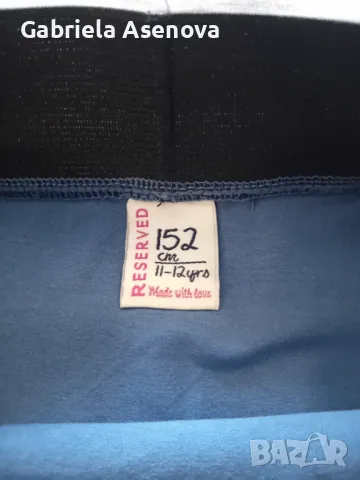 Gabriela Asenova
RESERVED
152
cm
11-12yrs
Made with love
BAZAR